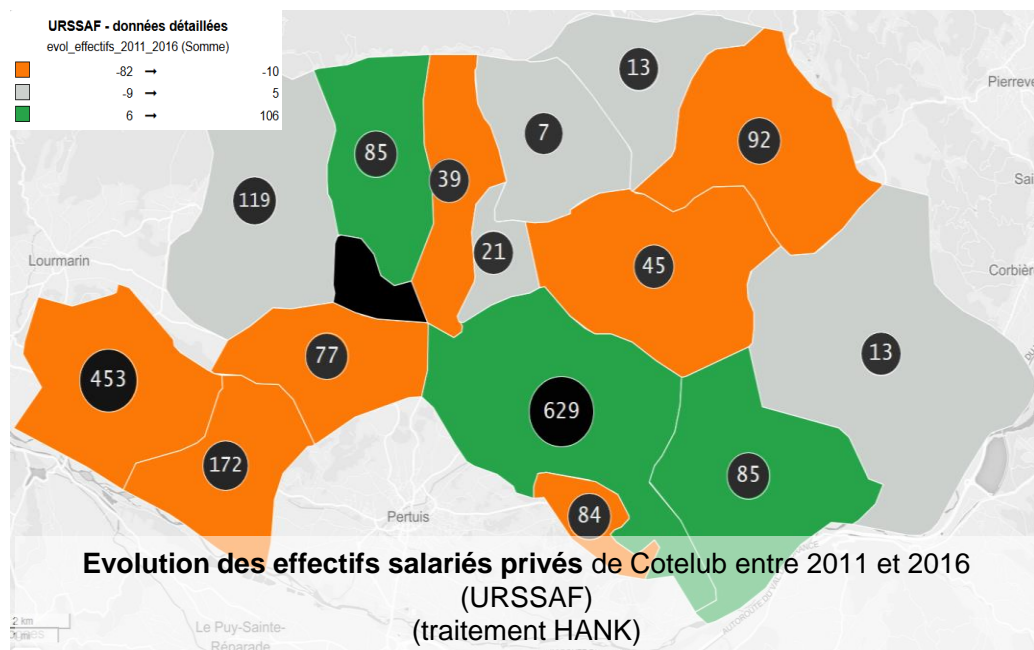 URSSAF - données détaillées
evol_effectifs_2011_2016 (Somme)
-82 → -10
-9 → 5
6 → 106
13
Pierreve
7
92
85
39
Sai
119
21
Lourmarin
45
Corbièr
13
77
453
629
172
85
84
Pertuis
Evolution des effectifs salariés privés de Cotelub entre 2011 et 2016
(URSSAF)
(traitement HANK)
2 km
Le Puy-Sainte-
Réparade